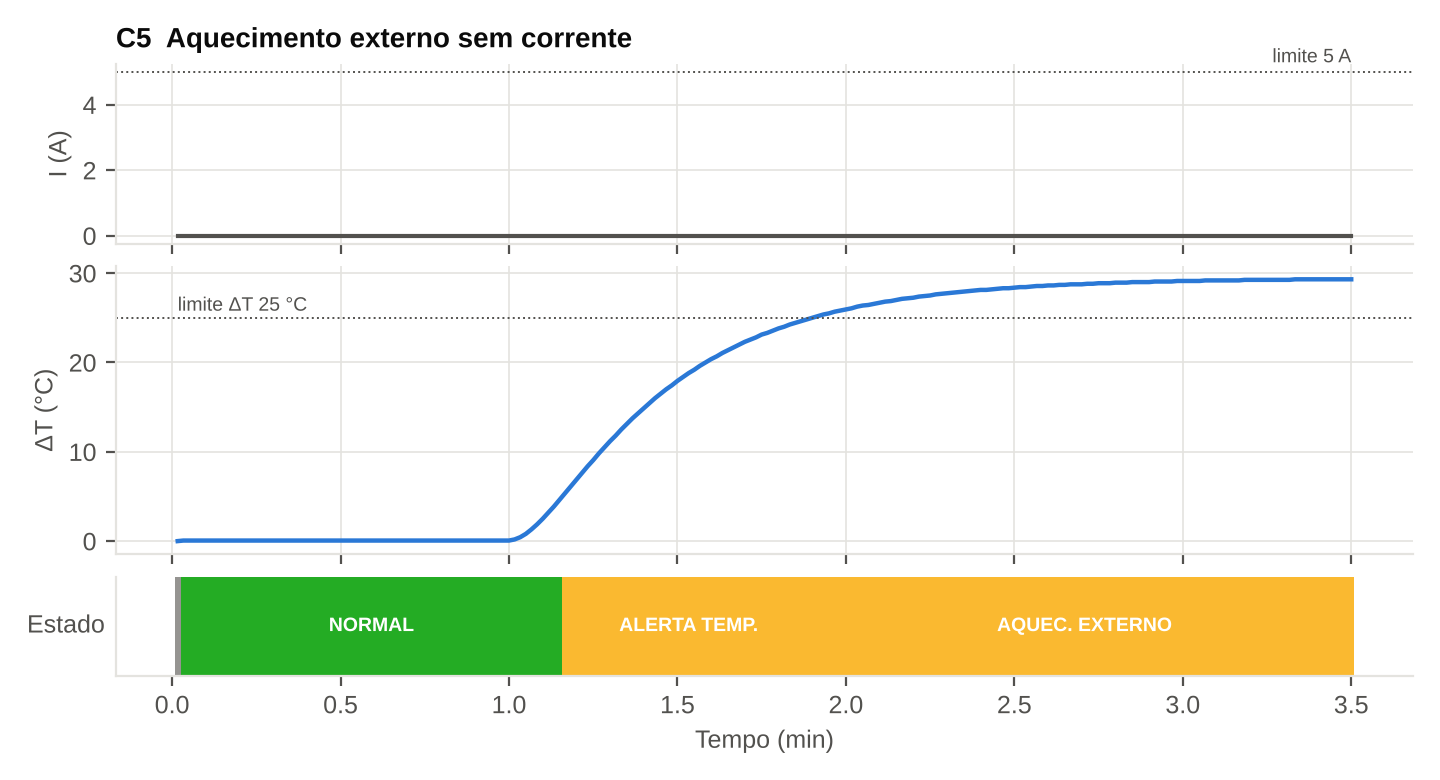 C5  Aquecimento externo sem corrente
limite 5 A
4
2
0
I (A)
30
20
10
0
ΔT (°C)
limite ΔT 25 °C
Estado
NORMAL
ALERTA TEMP.
AQUEC. EXTERNO
0.0 0.5 1.0 1.5 2.0 2.5 3.0 3.5
Tempo (min)